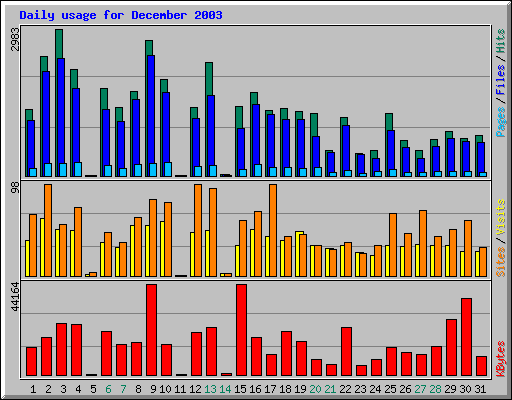 Daily usage for December 2003
2983
98
44164
Pages / Files / Hits
Sites / Visits
KBytes
1 2 3 4 5 6 7 8 9 10 11 12 13 14 15 16 17 18 19 20 21 22 23 24 25 26 27 28 29 30 31